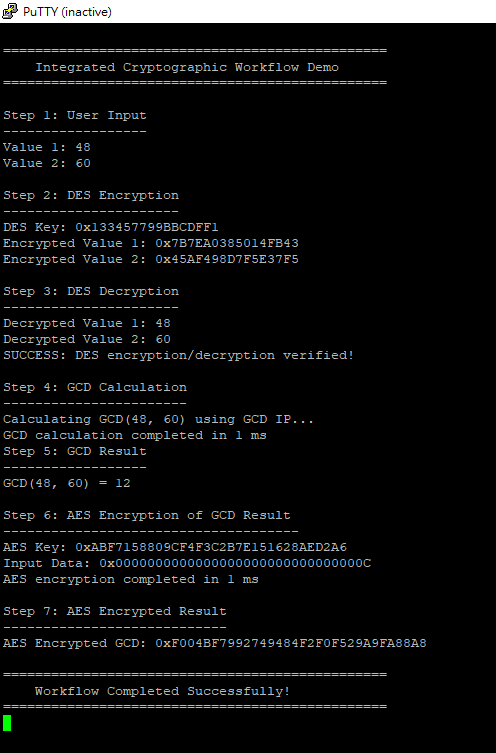 PuTTY (inactive)
================================================
Integrated Cryptographic Workflow Demo
================================================
Step 1: User Input
------------------
Value 1: 48
Value 2: 60
Step 2: DES Encryption
----------------------
DES Key: 0x133457799BBCDFF1
Encrypted Value 1: 0x7B7EA0385014FB43
Encrypted Value 2: 0x45AF498D7F5E37F5
Step 3: DES Decryption
----------------------
Decrypted Value 1: 48
Decrypted Value 2: 60
SUCCESS: DES encryption/decryption verified!
Step 4: GCD Calculation
-----------------------
Calculating GCD(48, 60) using GCD IP...
GCD calculation completed in 1 ms
Step 5: GCD Result
------------------
GCD(48, 60) = 12
Step 6: AES Encryption of GCD Result
-------------------------------------
AES Key: 0xABF7158809CF4F3C2B7E151628AED2A6
Input Data: 0x0000000000000000000000000000000C
AES encryption completed in 1 ms
Step 7: AES Encrypted Result
----------------------------
AES Encrypted GCD: 0xF004BF7992749484F2F0F529A9FA88A8
================================================
Workflow Completed Successfully!
================================================